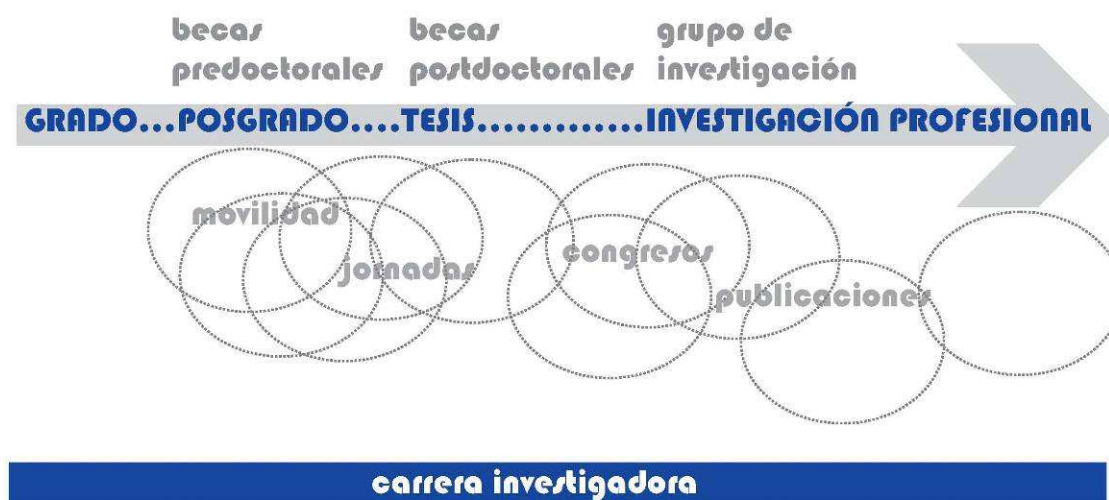 becas becas grupo de
predoctorales postdoctorales investigación
GRADO...POSGRADO....TESIS.............INVESTIGACIÓN PROFESIONAL
movilidad
jornadas
congresos
publicaciones
carrera investigadora